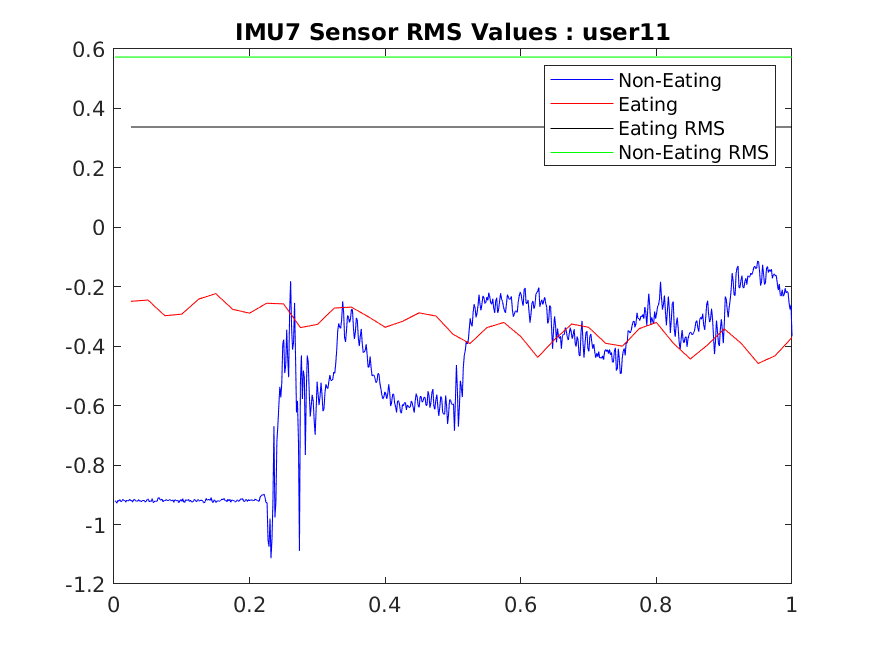 IMU7 Sensor RMS Values : user11
0.6
0.4
0.2
0
-0.2
-0.4
-0.6
-0.8
-1
-1.2
Non-Eating
Eating
Eating RMS
Non-Eating RMS
0 0.2 0.4 0.6 0.8 1